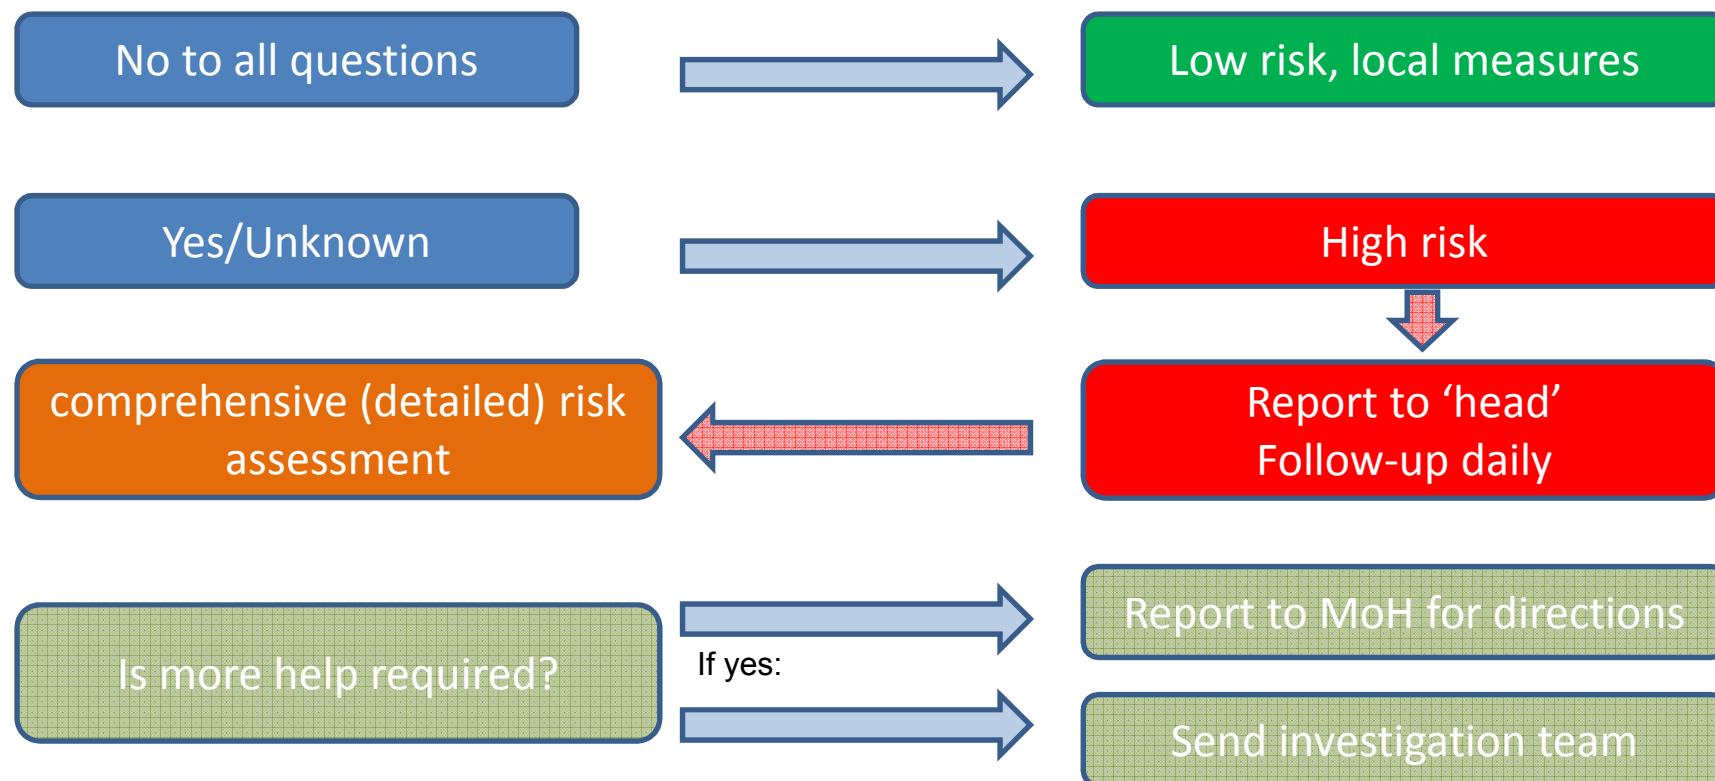 No to all questions
Low risk, local measures
Yes/Unknown
High risk
comprehensive (detailed) risk
assessment
Report to ‘head’
Follow-up daily
Is more help required?
If yes:
Report to MoH for directions
Send investigation team